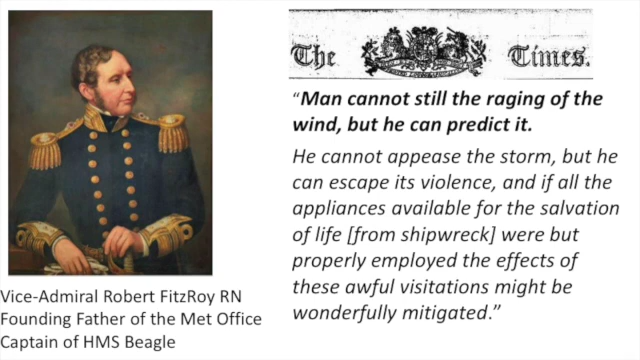 The Times.
“Man cannot still the raging of the
wind, but he can predict it.
He cannot appease the storm, but he
can escape its violence, and if all the
appliances available for the salvation
of life [from shipwreck] were but
properly employed the effects of
these awful visitations might be
wonderfully mitigated.”
Vice-Admiral Robert FitzRoy RN
Founding Father of the Met Office
Captain of HMS Beagle